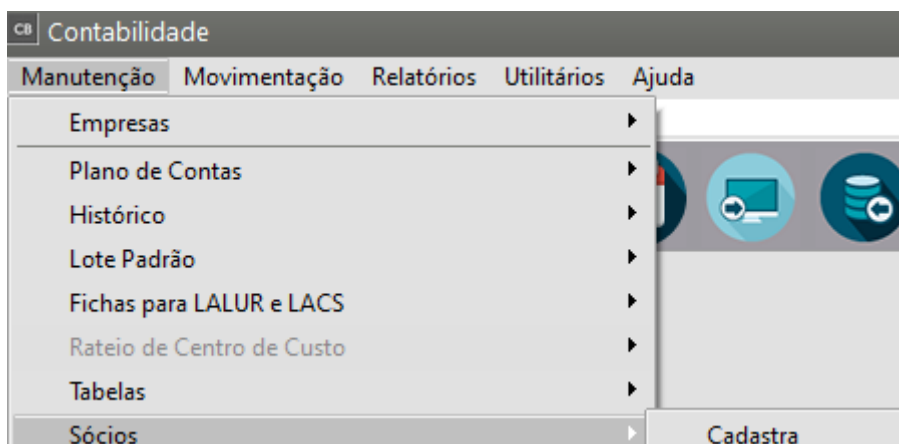 CB Contabilidade
Manutenção Movimentação Relatórios Utilitários Ajuda
Empresas
Plano de Contas
Histórico
Lote Padrão
Fichas para LALUR e LACS
Rateio de Centro de Custo
Tabelas
Sócios Cadastra